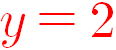 y = 2